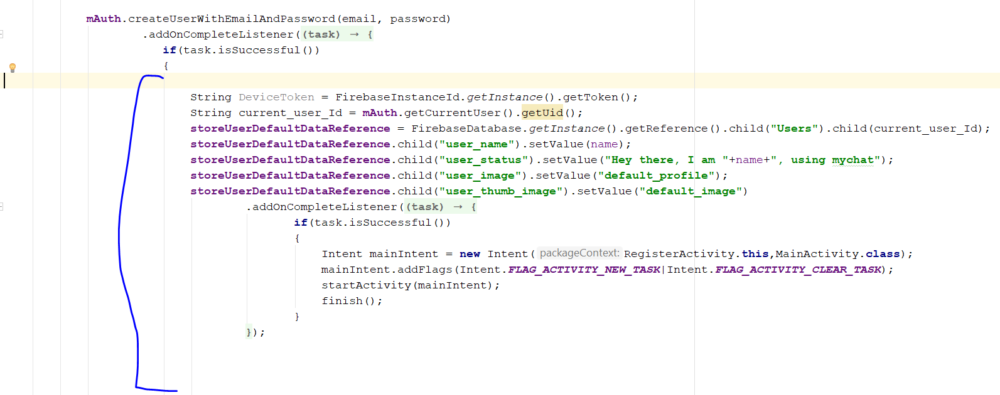 mAuth.createUserWithEmailAndPassword(email, password)
.addOnCompleteListener((task) → {
if(task.isSuccessful())
{
String DeviceToken = FirebaseInstanceId.getInstance().getToken();
String current_user_Id = mAuth.getCurrentUser().getUid();
storeUserDefaultDataReference = FirebaseDatabase.getInstance().getReference().child("Users").child(current_user_Id);
storeUserDefaultDataReference.child("user_name").setValue(name);
storeUserDefaultDataReference.child("user_status").setValue("Hey there, I am "+name+", using mychat");
storeUserDefaultDataReference.child("user_image").setValue("default_profile");
storeUserDefaultDataReference.child("user_thumb_image").setValue("default_image")
.addOnCompleteListener((task) → {
if(task.isSuccessful())
{
Intent mainIntent = new Intent( packageContext: RegisterActivity.this,MainActivity.class);
mainIntent.addFlags(Intent.FLAG_ACTIVITY_NEW_TASK|Intent.FLAG_ACTIVITY_CLEAR_TASK);
startActivity(mainIntent);
finish();
}
});